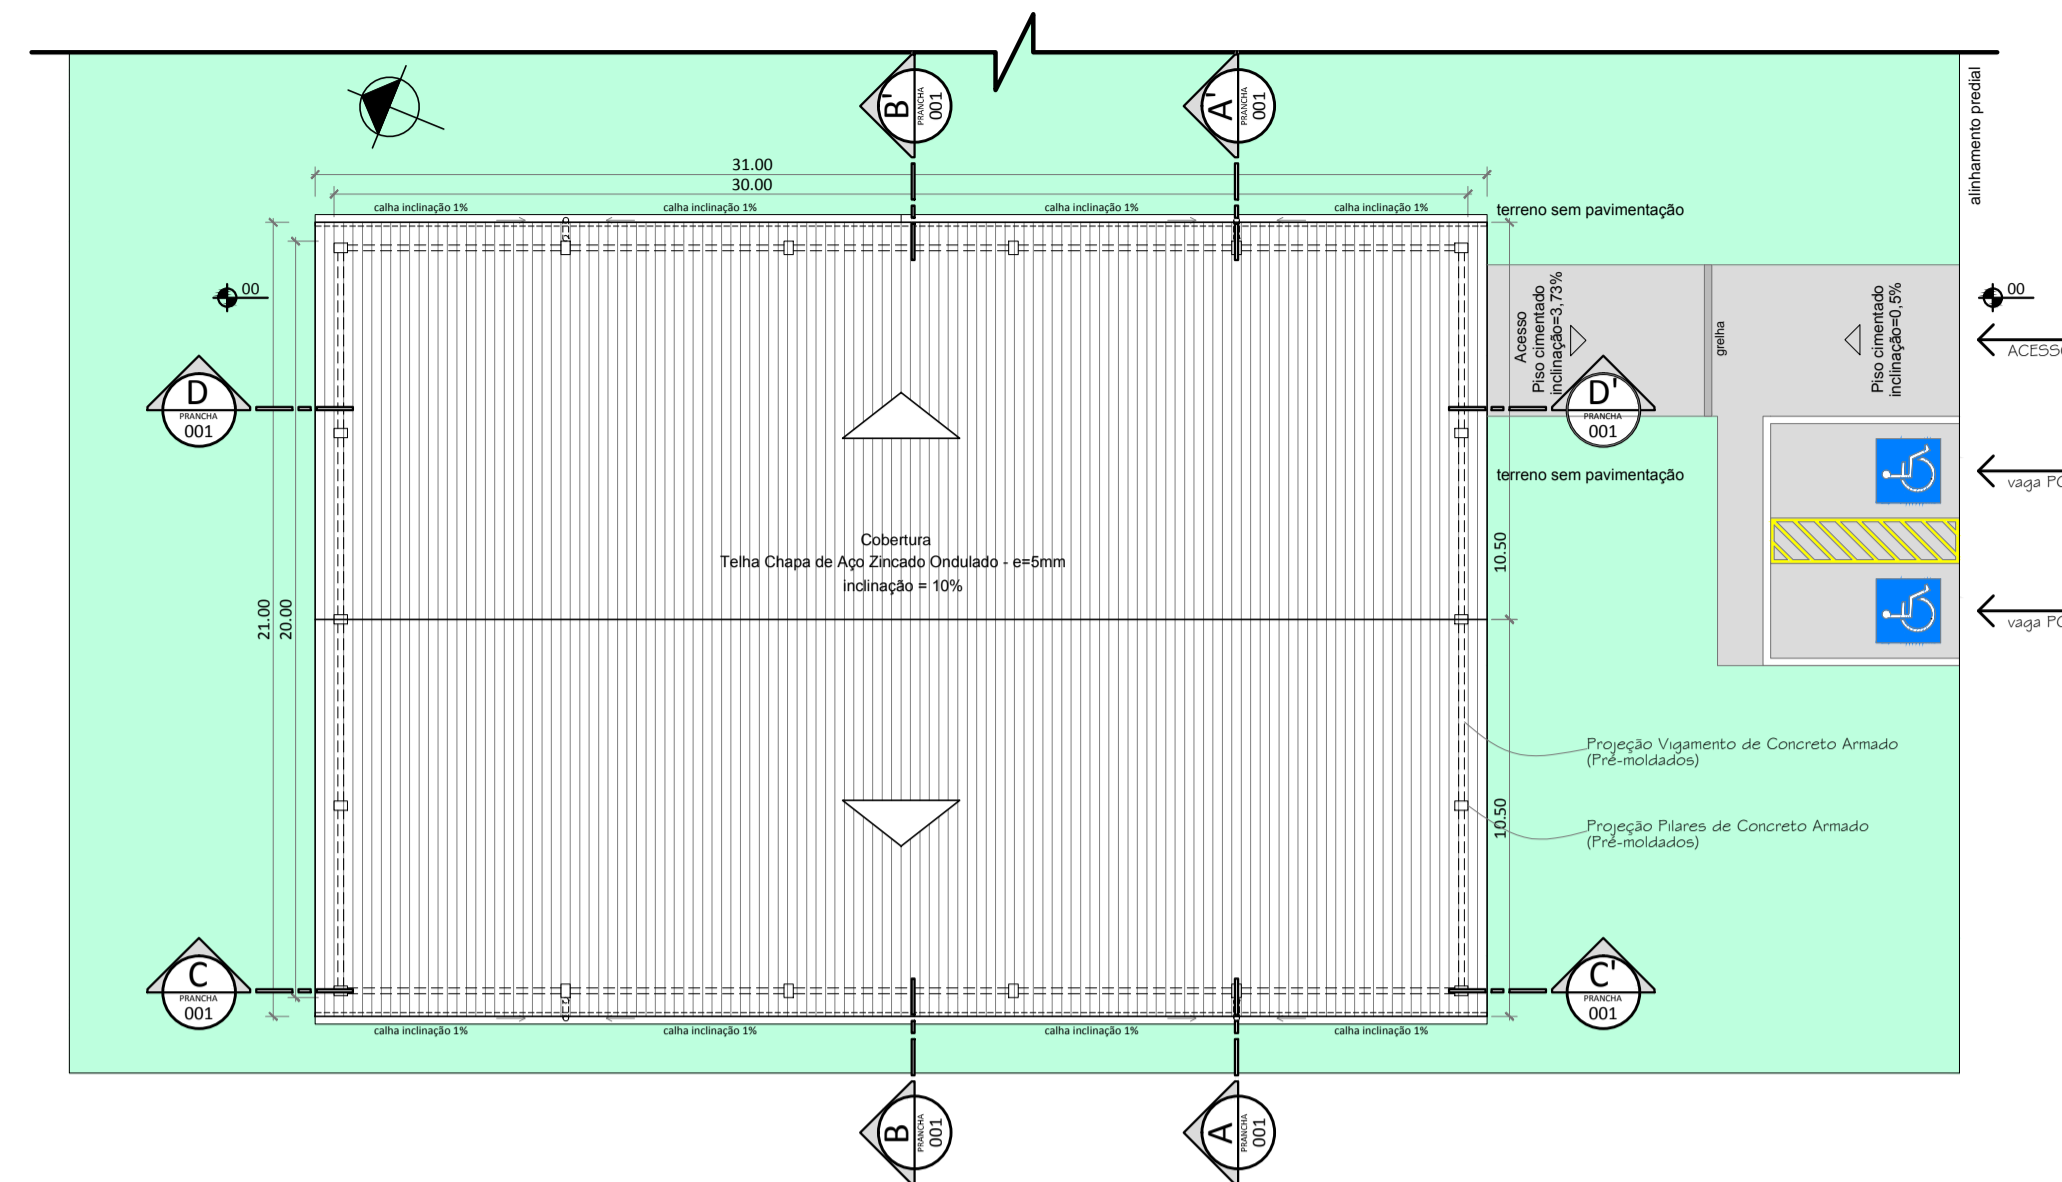 alinhamento predial
B'
PRANCHA
001
A'
PRANCHA
001
31.00
30.00
calha inclinação 1%
calha inclinação 1%
calha inclinação 1%
calha inclinação 1%
terreno sem pavimentação
00
00
Acesso
Piso cimentado
inclinação=3,73%
grelha
Piso cimentado
inclinação=0,5%
D
PRANCHA
001
D'
PRANCHA
001
vaga
terreno sem pavimentação
Cobertura
Telha Chapa de Aço Zincado Ondulado - e=5mm
inclinação = 10%
10.50
21.00
20.00
vaga
Projeção Vigamento de Concreto Armado
(Pré-moldados)
10.50
Projeção Pilares de Concreto Armado
(Pré-moldados)
C
PRANCHA
001
C'
PRANCHA
001
calha inclinação 1%
calha inclinação 1%
calha inclinação 1%
calha inclinação 1%
B
PRANCHA
001
A
PRANCHA
001